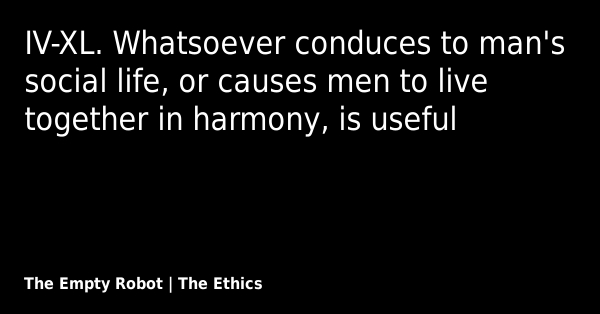 IV-XL. Whatsoever conduces to man's
social life, or causes men to live
together in harmony, is useful
The Empty Robot | The Ethics